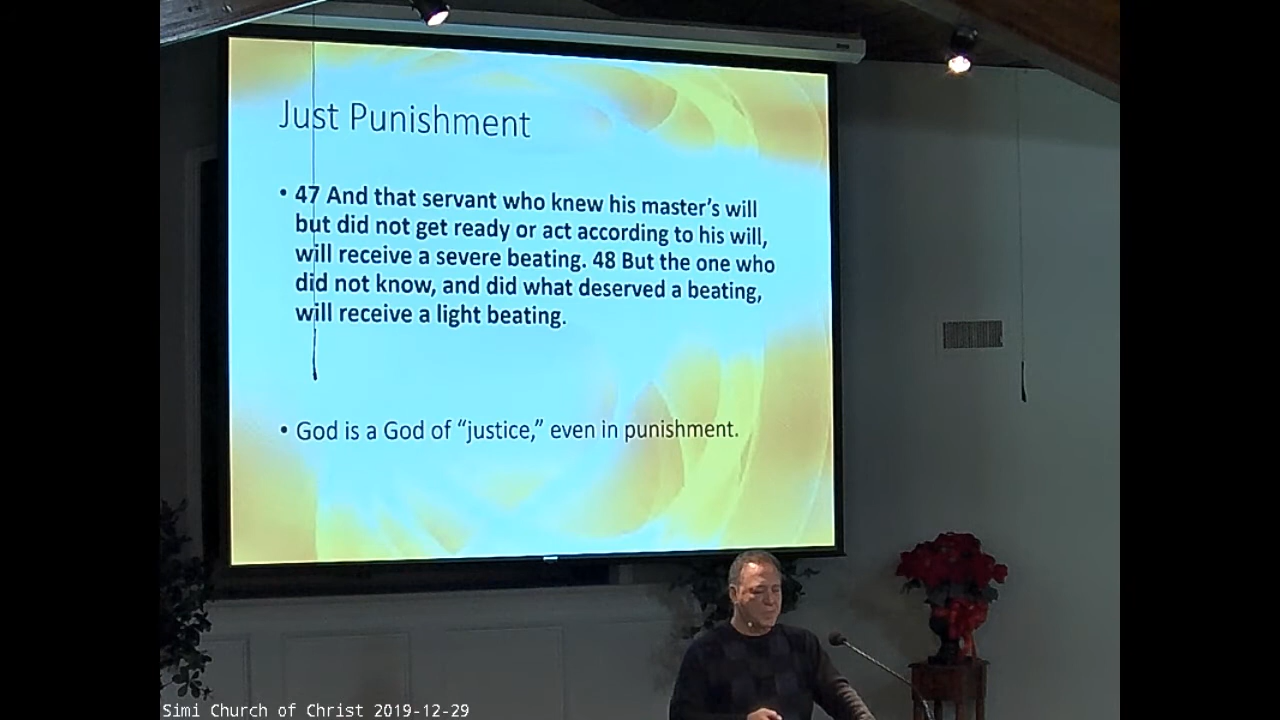 Just Punishment
• 47 And that servant who knew his master’s will
but did not get ready or act according to his will,
will receive a severe beating. 48 But the one who
did not know, and did what deserved a beating,
will receive a light beating.
• God is a God of “justice,” even in punishment.
Simi Church of Christ 2019-12-29